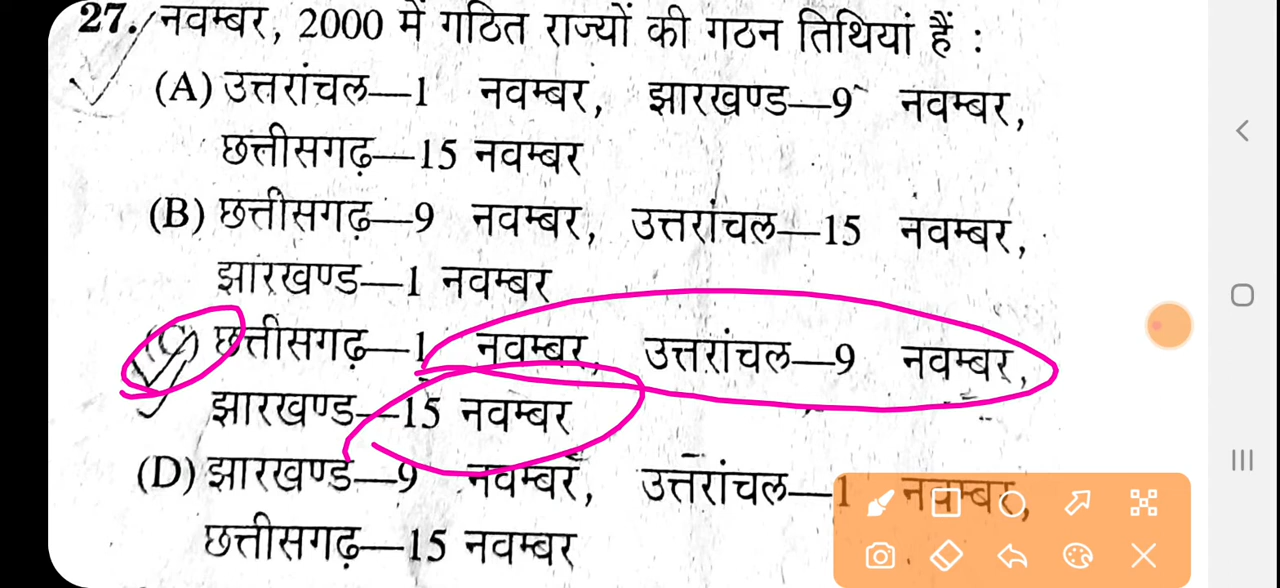 27. नवम्बर, 2000 में गठित राज्यों की गठन तिथियां हैं :
(A) उत्तरांचल—1 नवम्बर, झारखण्ड—9 नवम्बर,
छत्तीसगढ़—15 नवम्बर
(B) छत्तीसगढ़—9 नवम्बर, उत्तरांचल—15 नवम्बर,
झारखण्ड—1 नवम्बर
(C) छत्तीसगढ़—1 नवम्बर, उत्तरांचल—9 नवम्बर,
झारखण्ड—15 नवम्बर
(D) झारखण्ड—9 नवम्बर, उत्तरांचल—1 नवम्बर,
छत्तीसगढ़—15 नवम्बर